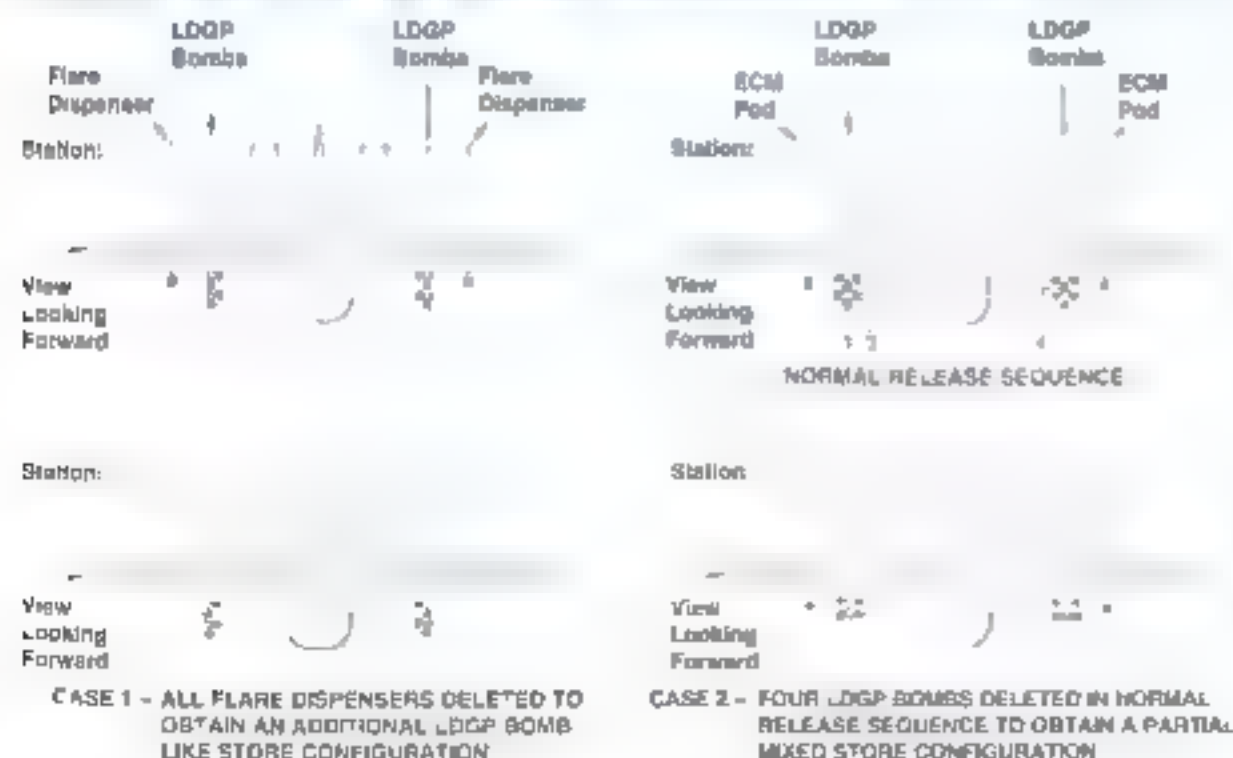 LDGP
Bombs
LDGP
Bombs
Flare
Dispenser
Flare
Dispenser
Station:
View
Looking
Forward
Station:
View
Looking
Forward
CASE 1 – ALL FLARE DISPENSERS DELETED TO
OBTAIN AN ADDITIONAL LDGP BOMB
LIKE STORE CONFIGURATION
LDGP
Bombs
LDGP
Bombs
ECM
Pod
ECM
Pod
Station:
View
Looking
Forward
NORMAL RELEASE SEQUENCE
Station
View
Looking
Forward
CASE 2 – FOUR LDGP BOMBS DELETED IN NORMAL
RELEASE SEQUENCE TO OBTAIN A PARTIAL
MIXED STORE CONFIGURATION